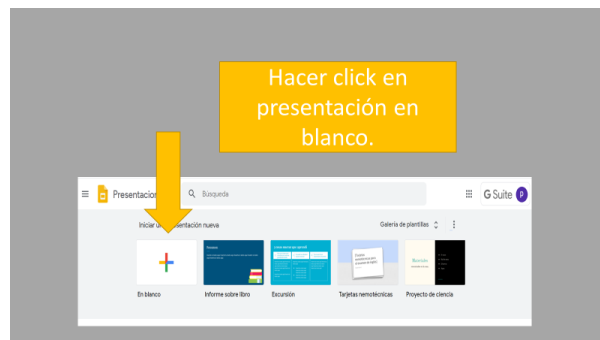 Hacer click en
presentación en
blanco.
Presentacion
Búsqueda
G Suite
P
Iniciar u
presentación nueva
Galería de plantillas
En blanco
Informe sobre libro
Excursión
Tarjetas nemotécnicas
Proyecto de ciencia